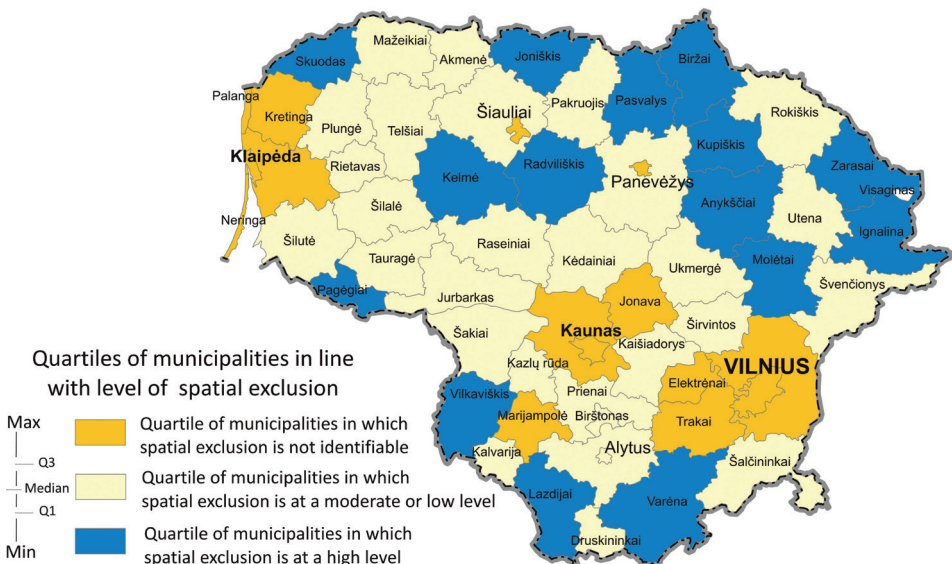 Mažeikiai
Skuodas
Akmenė
Joniškis
Biržai
Palanga
Kretinga
Plungė
Telšiai
Šiauliai
Pakruojis
Pasvalys
Rokiškis
Klaipėda
Rietavas
Kelmė
Radviliškis
Panevėžys
Kupiškis
Zarasai
Visaginas
Neringa
Šilalė
Anykščiai
Utena
Ignalina
Šilutė
Tauragė
Raseiniai
Kėdainiai
Ukmergė
Molėtai
Švenčionys
Pagėgiai
Jurbarkas
Jonava
Šakiai
Kaunas
Širvintos
Kaišiadorys
Kazlų rūda
VILNIUS
Vilkaviškis
Prienai
Elektrėnai
Marijampolė
Birštonas
Trakai
Kalvarija
Alytus
Šalčininkai
Lazdijai
Varėna
Druskininkai
Quartiles of municipalities in line
with level of spatial exclusion
Max
Q3
Median
Q1
Min
Quartile of municipalities in which
spatial exclusion is not identifiable
Quartile of municipalities in which
spatial exclusion is at a moderate or low level
Quartile of municipalities in which
spatial exclusion is at a high level